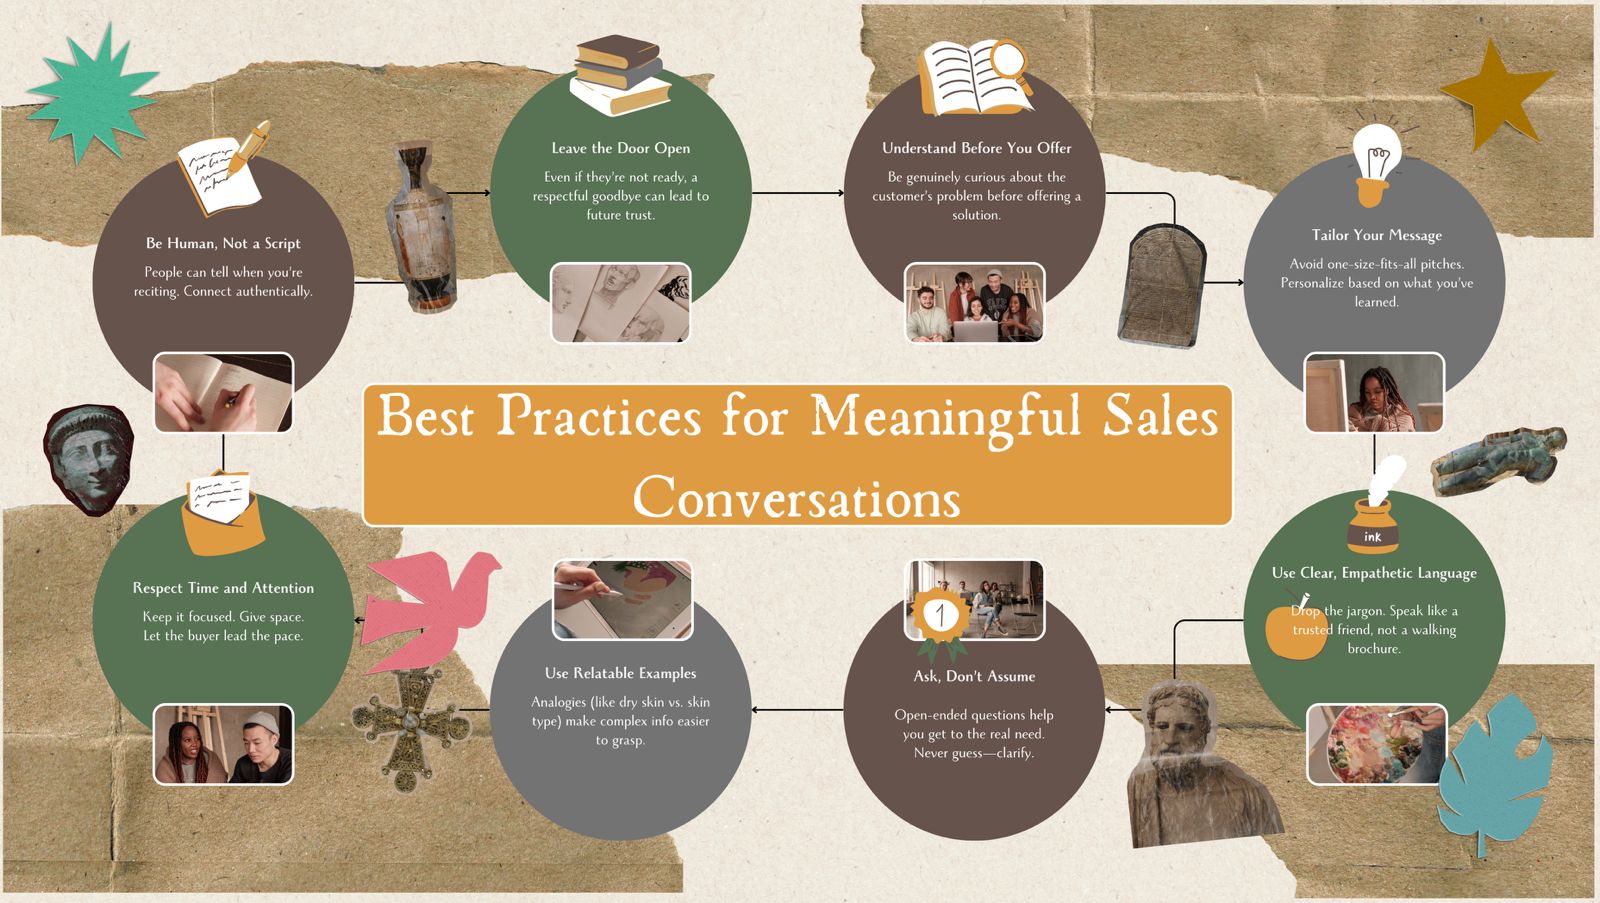 Best Practices for Meaningful Sales
Conversations
Be Human, Not a Script
People can tell when you're
reciting. Connect authentically.
Leave the Door Open
Even if they're not ready, a
respectful goodbye can lead to
future trust.
Understand Before You Offer
Be genuinely curious about the
customer's problem before offering a
solution.
Tailor Your Message
Avoid one-size-fits-all pitches.
Personalize based on what you've
learned.
ink
Use Clear, Empathetic Language
Drop the jargon. Speak like a
trusted friend, not a walking
brochure.
1
Ask, Don't Assume
Open-ended questions help
you get to the real need.
Never guess—clarify.
Use Relatable Examples
Analogies (like dry skin vs. skin
type) make complex info easier
to grasp.
Respect Time and Attention
Keep it focused. Give space.
Let the buyer lead the pace.